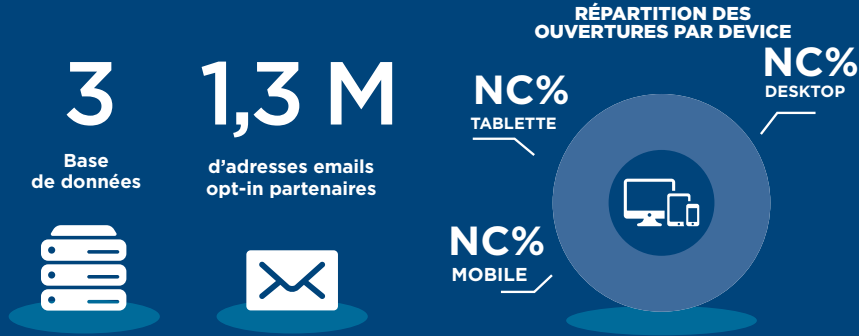 3
Base
de données
1,3 M
d'adresses emails
opt-in partenaires
RÉPARTITION DES
OUVERTURES PAR DEVICE
NC%
TABLETTE
NC%
DESKTOP
NC%
MOBILE